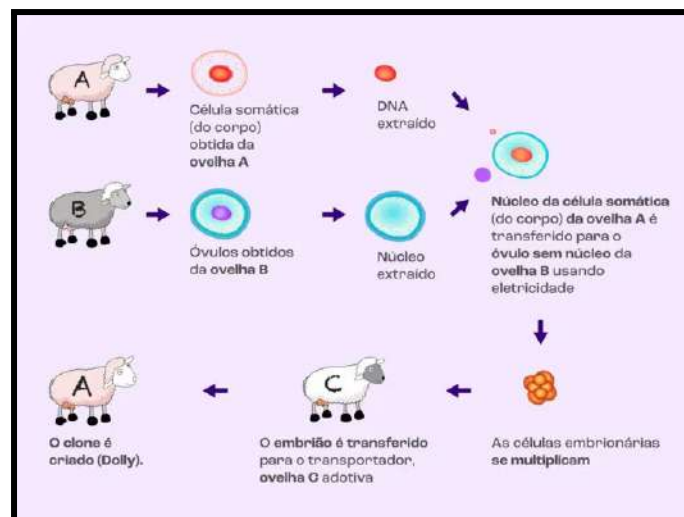 A
Célula somática
(do corpo)
obtida da
ovelha A
DNA
extraído
B
Óvulos obtidos
da ovelha B
Núcleo
extraído
Núcleo da célula somática
(do corpo) da ovelha A é
transferido para o
óvulo sem núcleo da
ovelha B usando
eletricidade
A
O clone é
criado (Dolly).
C
O embrião é transferido
para o transportador,
ovelha C adotiva
As células embrionárias
se multiplicam